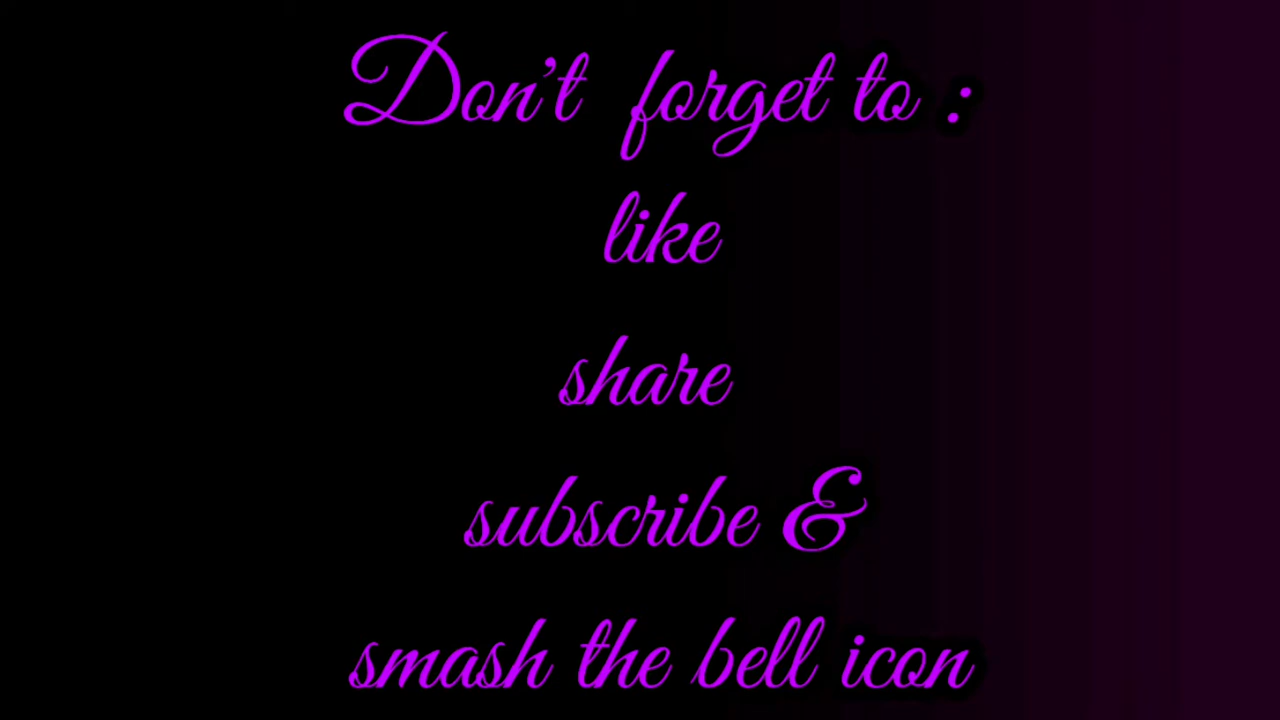 Don't forget to :
like
share
subscribe &
smash the bell icon